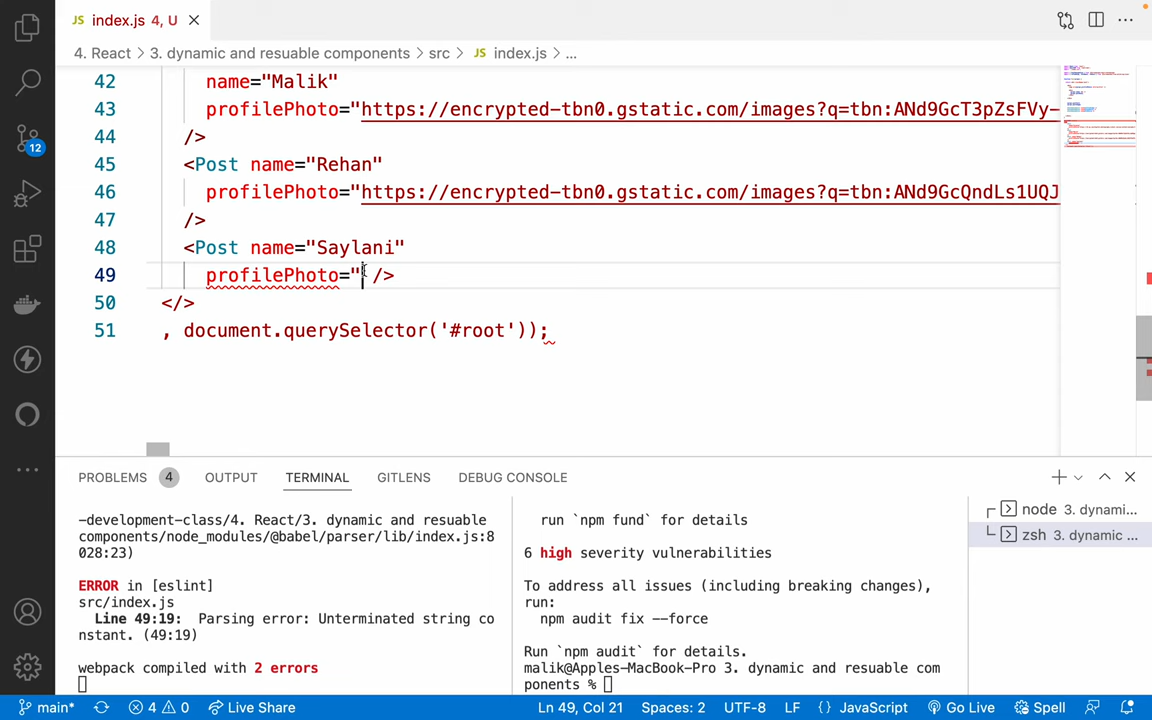 JS index.js 4, U
4. React > 3. dynamic and resuable components > src > JS index.js > ...
42 name="Malik"
43 profilePhoto="https://encrypted-tbn0.gstatic.com/images?q=tbn:ANd9GcT3pZsFVy-
44 />
45 <Post name="Rehan"
46 profilePhoto="https://encrypted-tbn0.gstatic.com/images?q=tbn:ANd9GcQndLs1UQJ
47 />
48 <Post name="Saylani"
49 profilePhoto=" />
50 </>
51 , document.querySelector('#root'));
12
PROBLEMS 4 OUTPUT TERMINAL GITLENS DEBUG CONSOLE
-development-class/4. React/3. dynamic and resuable
components/node_modules/@babel/parser/lib/index.js:8
028:23)
ERROR in [eslint]
src/index.js
Line 49:19: Parsing error: Unterminated string co
nstant. (49:19)
webpack compiled with 2 errors
run `npm fund` for details
6 high severity vulnerabilities
To address all issues (including breaking changes),
run:
npm audit fix --force
Run `npm audit` for details.
malik@Apples-MacBook-Pro 3. dynamic and resuable com
ponents %
node 3. dynami...
zsh 3. dynamic ...
main* 4 0 Live Share Ln 49, Col 21 Spaces: 2 UTF-8 LF {} JavaScript Go Live Spell